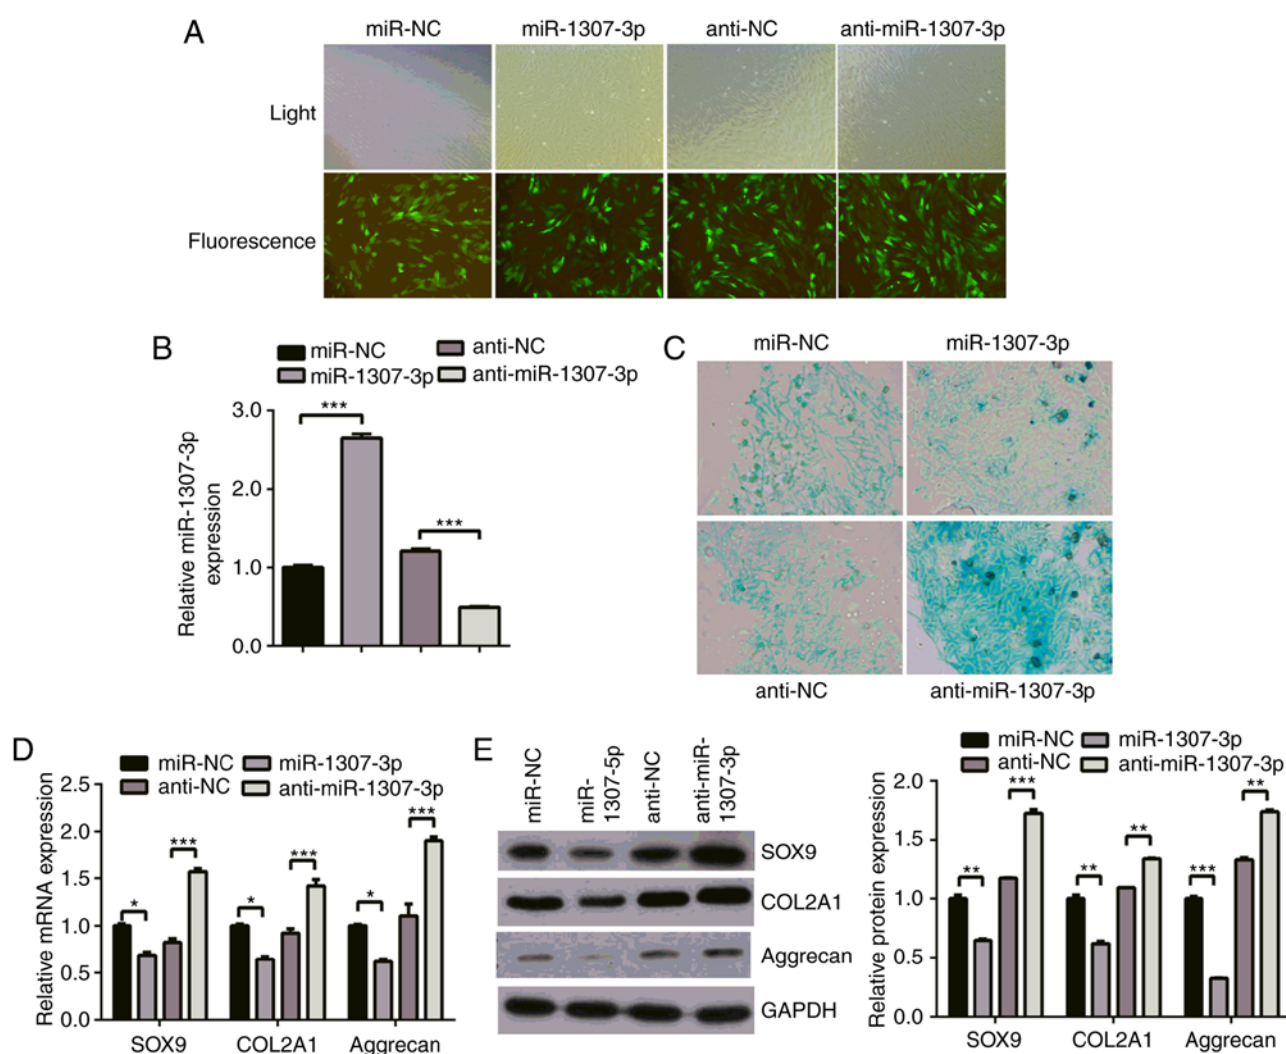 A
miR-NC miR-1307-3p anti-NC anti-miR-1307-3p
Light
Fluorescence
B
miR-NC anti-NC
miR-1307-3p anti-miR-1307-3p
Relative miR-1307-3p
expression
3.0
2.0
1.0
0.0
***
***
C
miR-NC miR-1307-3p
anti-NC anti-miR-1307-3p
D
miR-NC miR-1307-3p
anti-NC anti-miR-1307-3p
Relative mRNA expression
2.5
2.0
1.5
1.0
0.5
0.0
* *** * *** * ***
SOX9 COL2A1 Aggrecan
E
miR-NC
miR-
1307-5p
anti-NC
anti-miR-
1307-3p
SOX9
COL2A1
Aggrecan
GAPDH
miR-NC miR-1307-3p
anti-NC anti-miR-1307-3p
Relative protein expression
2.0
1.5
1.0
0.5
0.0
** *** ** ** *** **
SOX9 COL2A1 Aggrecan